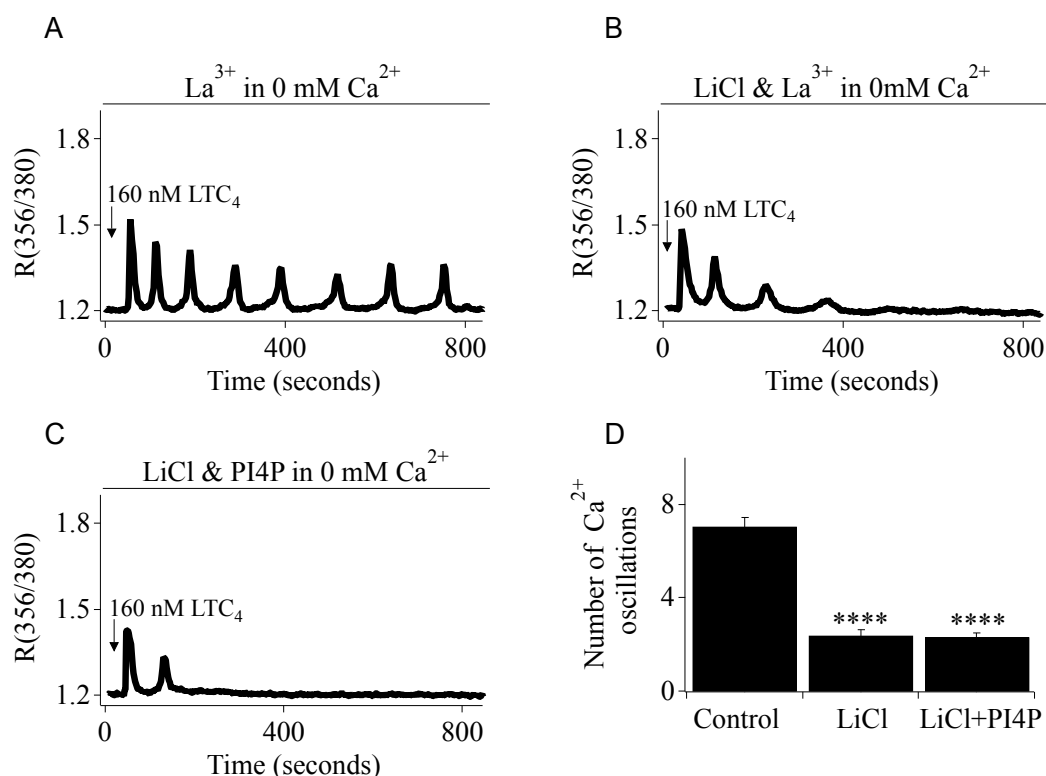 A
La³⁺ in 0 mM Ca²⁺
R(356/380)
1.8
1.5
1.2
160 nM LTC₄
0
400
800
Time (seconds)
B
LiCl & La³⁺ in 0mM Ca²⁺
R(356/380)
1.8
1.5
1.2
160 nM LTC₄
0
400
800
Time (seconds)
C
LiCl & PI4P in 0 mM Ca²⁺
R(356/380)
1.8
1.5
1.2
160 nM LTC₄
0
400
800
Time (seconds)
D
Number of Ca²⁺
oscillations
8
4
0
****
****
Control
LiCl
LiCl+PI4P